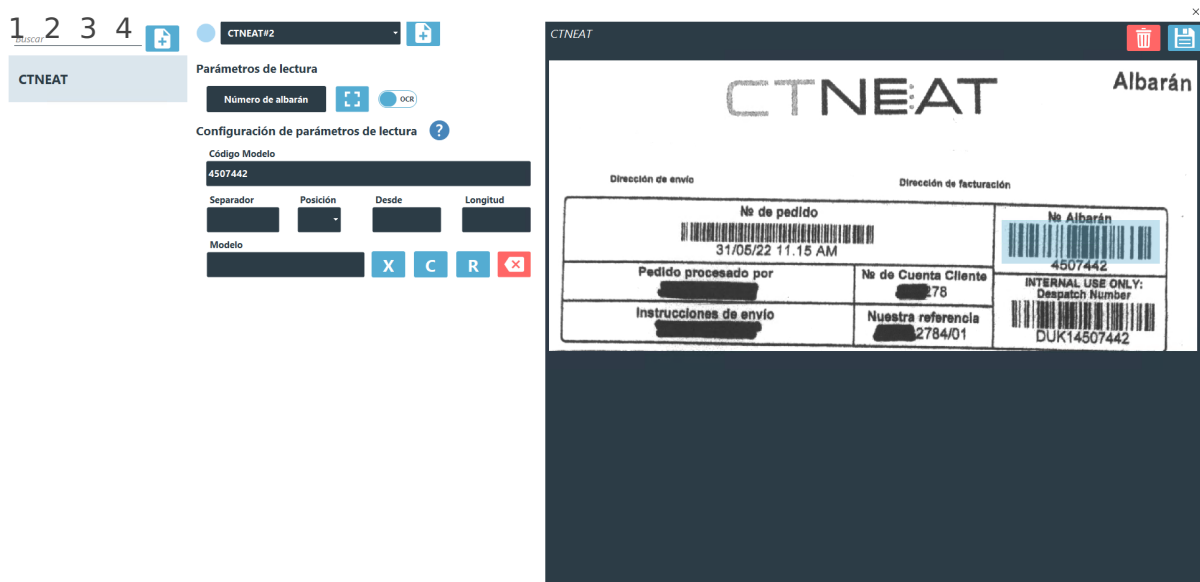 1 2 3 4
Buscar
CTNEAT
CTNEAT#2
Parámetros de lectura
Número de albarán
OCR
Configuración de parámetros de lectura ?
Código Modelo
4507442
Separador Posición Desde Longitud
Modelo
X C R
CTNEAT
CTNEAT
Albarán
Dirección de envío
Dirección de facturación
Nº de pedido
31/05/22 11.15 AM
Nº Albarán
4507442
Pedido procesado por
Nº de Cuenta Cliente
278
INTERNAL USE ONLY:
Despatch Number
DUK14507442
Instrucciones de envío
Nuestra referencia
2784/01